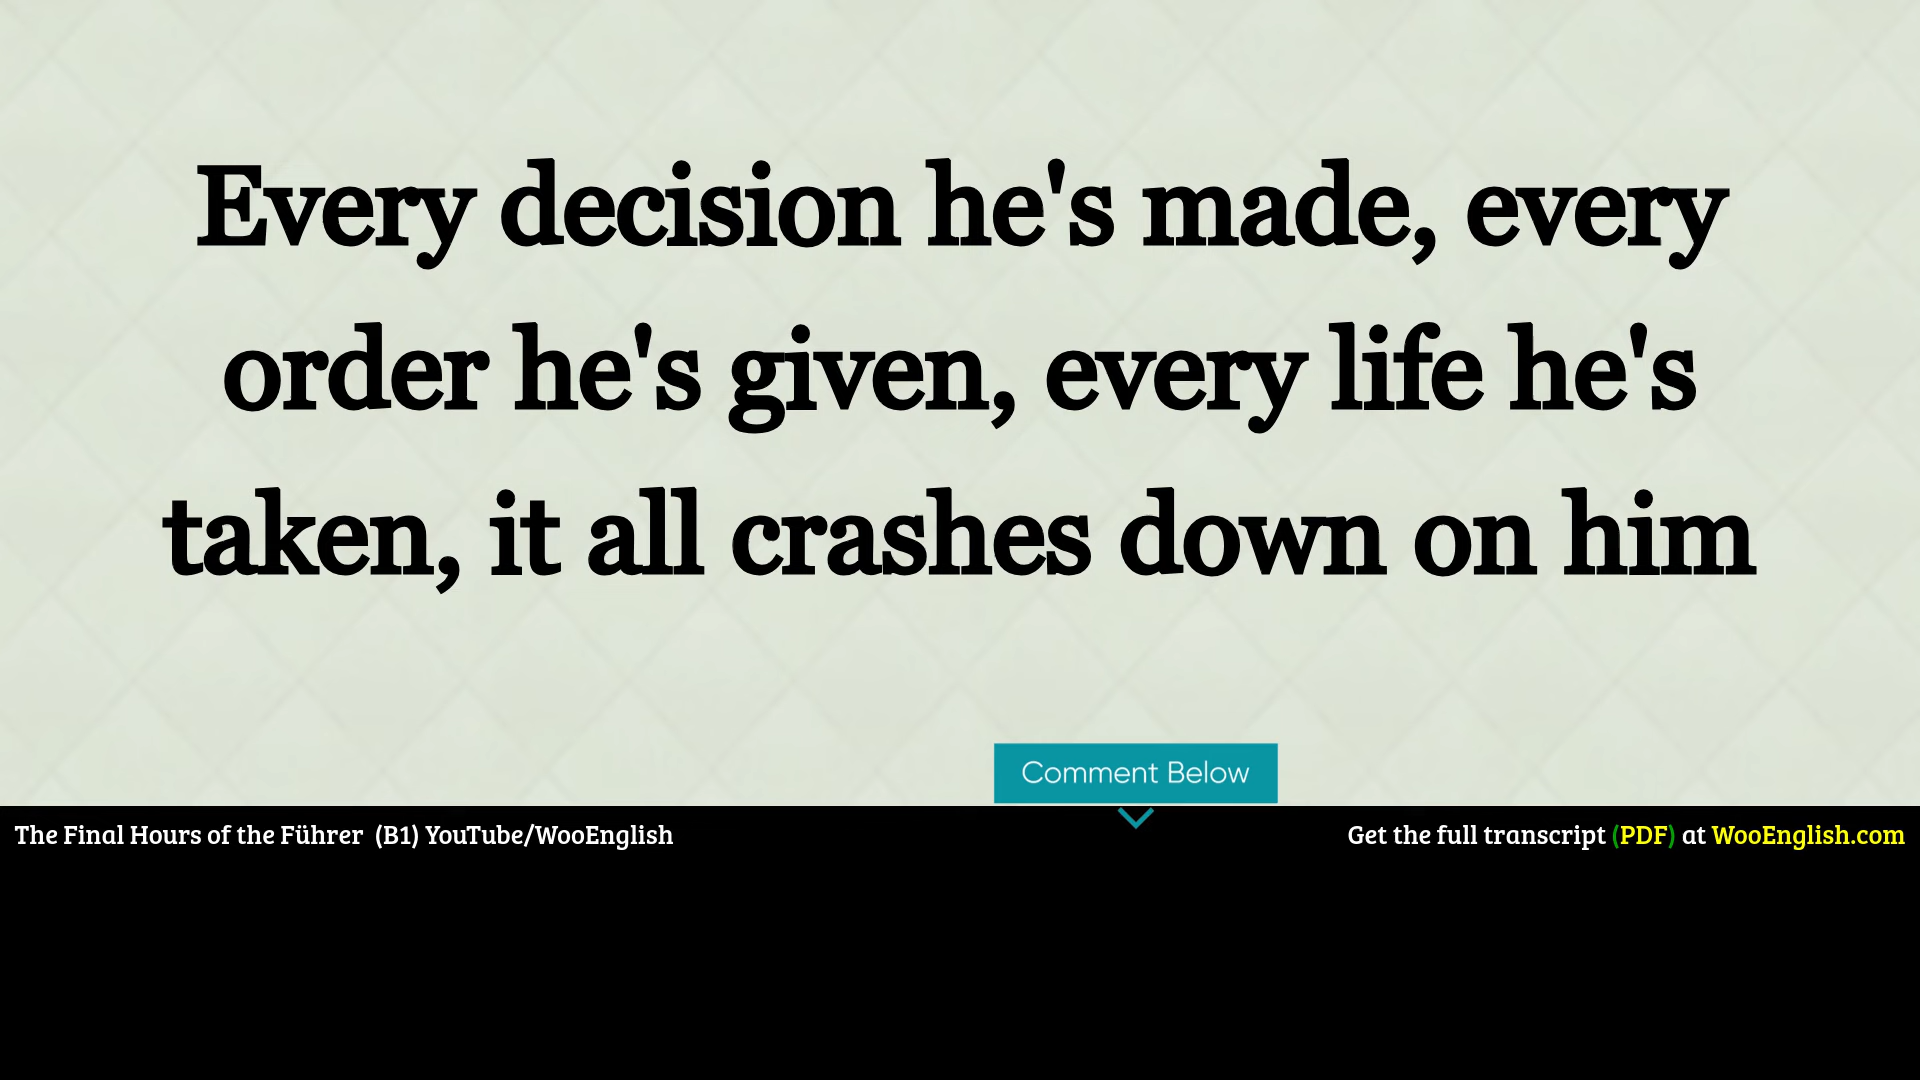 Every decision he's made, every
order he's given, every life he's
taken, it all crashes down on him
Comment Below
The Final Hours of the Führer (B1) YouTube/WooEnglish
Get the full transcript (PDF) at WooEnglish.com